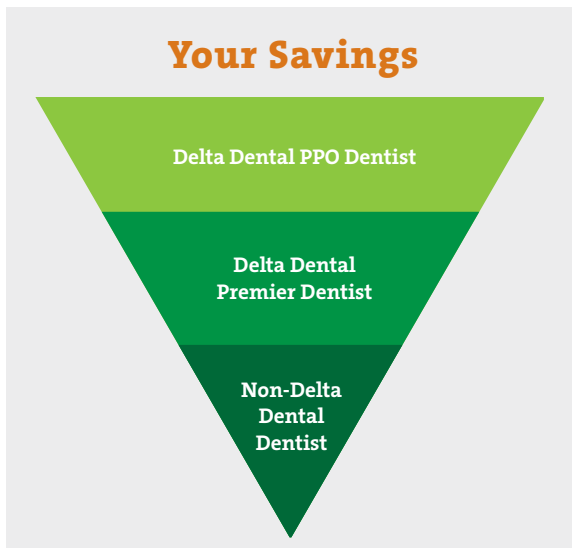 Your Savings
Delta Dental PPO Dentist
Delta Dental
Premier Dentist
Non-Delta
Dental
Dentist